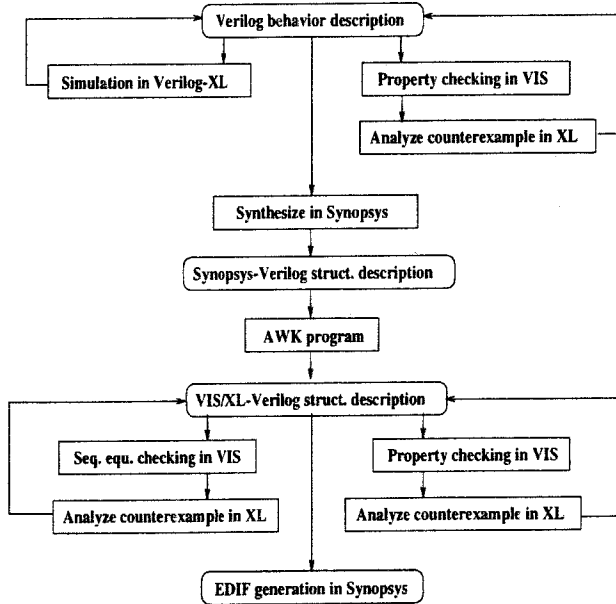 Verilog behavior description
Simulation in Verilog-XL
Property checking in VIS
Analyze counterexample in XL
Synthesize in Synopsys
Synopsys-Verilog struct. description
AWK program
VIS/XL-Verilog struct. description
Seq. equ. checking in VIS
Property checking in VIS
Analyze counterexample in XL
Analyze counterexample in XL
EDIF generation in Synopsys